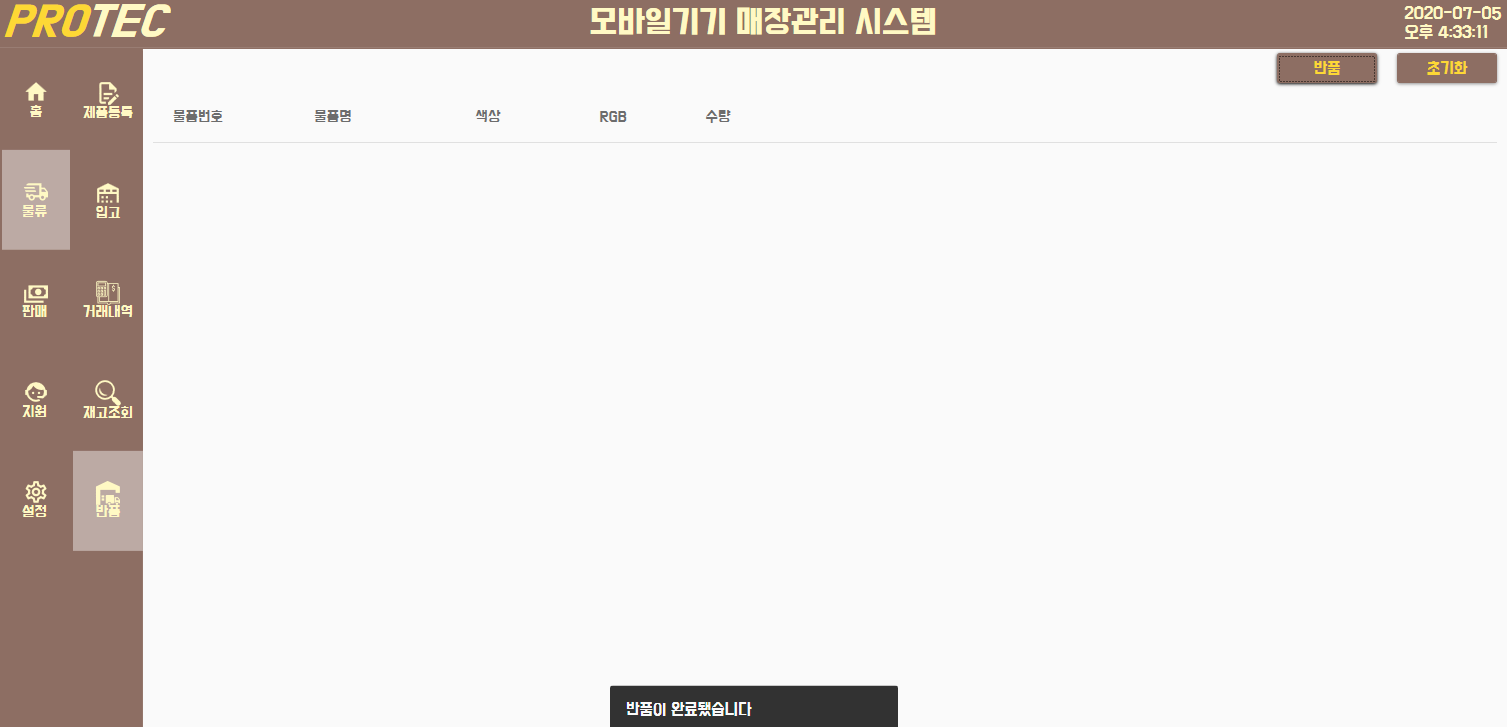 PROTEC
모바일기기 매장관리 시스템
2020-07-05
오후 4:33:11
반품 초기화
홈 제품등록
물품번호 물품명 색상 RGB 수량
물류 입고
판매 거래내역
지원 재고조회
설정 반품
반품이 완료됐습니다